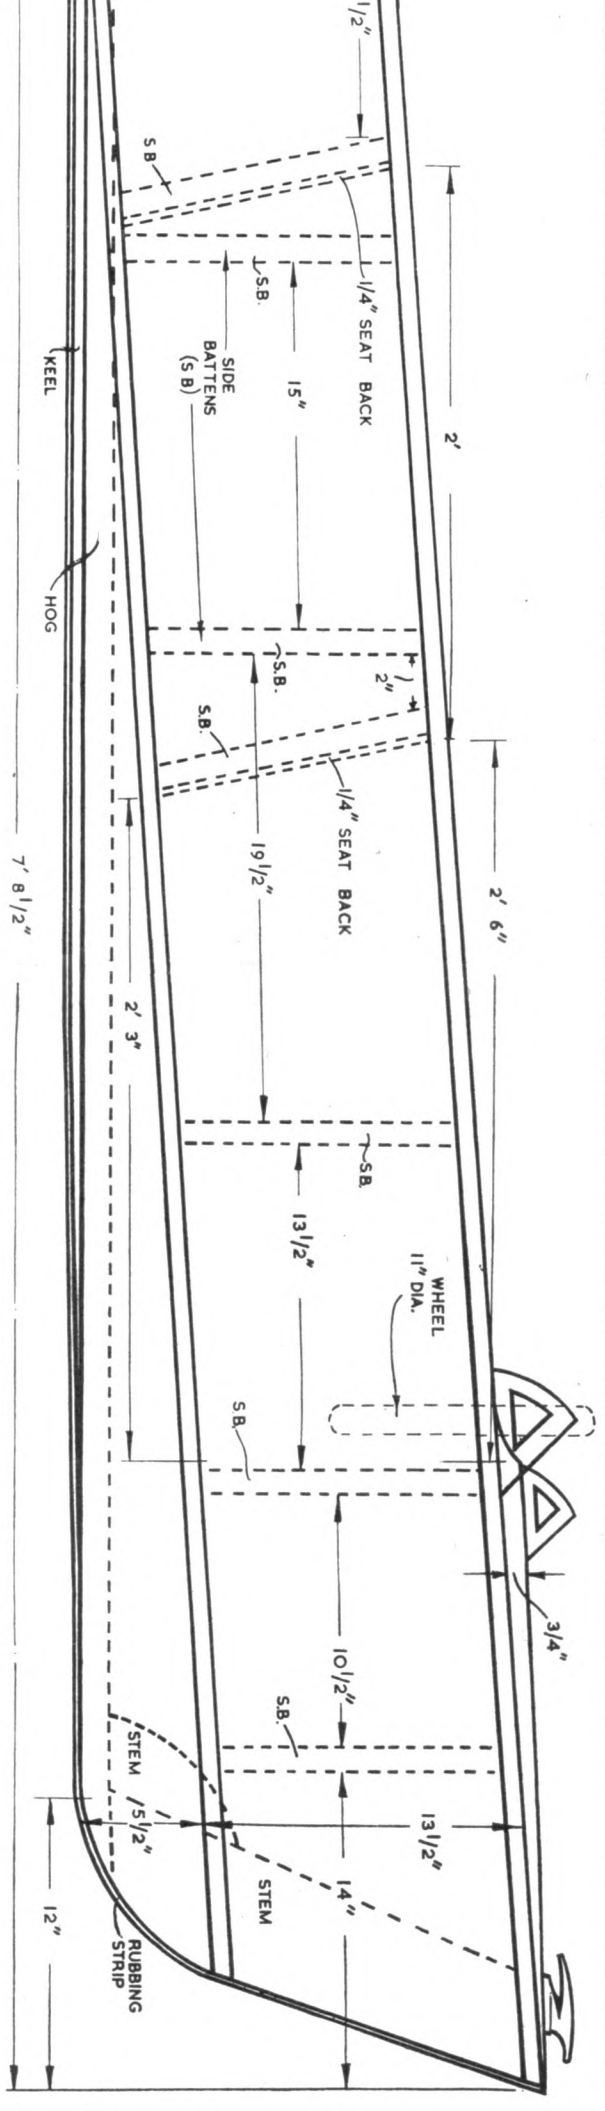 1/2"
S B
S.B.
1/4" SEAT BACK
SIDE
BATTENS
(S B)
15"
2'
KEEL
HOG
S.B.
1/2"
S.B.
1/4" SEAT BACK
19 1/2"
2' 6"
7' 8 1/2"
2' 3"
S.B.
13 1/2"
WHEEL
11" DIA.
S.B.
3/4"
10 1/2"
S.B.
STEM
5 1/2"
13 1/2"
STEM
14"
12"
RUBBING
STRIP